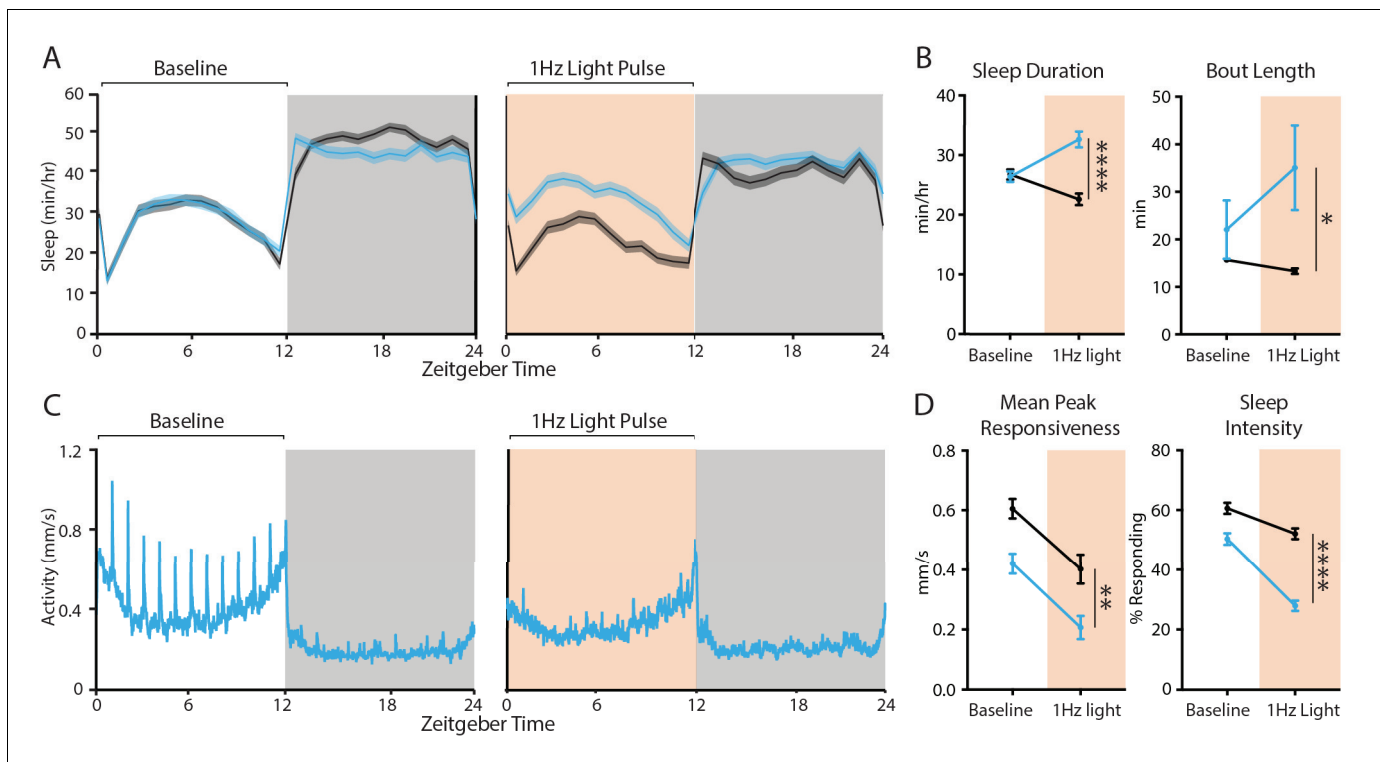 A
Baseline
1Hz Light Pulse
Sleep (min/hr)
60
50
40
30
20
10
0
0
6
12
18
24
0
6
12
18
24
Zeitgeber Time
B
Sleep Duration
min/hr
40
30
20
10
0
****
Baseline
1Hz light
Bout Length
min
50
40
30
20
10
0
*
Baseline
1Hz Light
C
Baseline
1Hz Light Pulse
Activity (mm/s)
1.2
0.8
0.4
0
0
6
12
18
24
0
6
12
18
24
Zeitgeber Time
D
Mean Peak
Responsiveness
mm/s
0.8
0.6
0.4
0.2
0.0
**
Baseline
1Hz light
Sleep
Intensity
% Responding
80
60
40
20
0
****
Baseline
1Hz Light